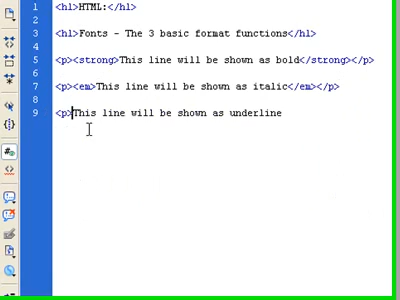 1 <h1>HTML:</h1>
2
3 <h1>Fonts - The 3 basic format functions</h1>
4
5 <p><strong>This line will be shown as bold</strong></p>
6
7 <p><em>This line will be shown as italic</em></p>
8
9 <p>This line will be shown as underline